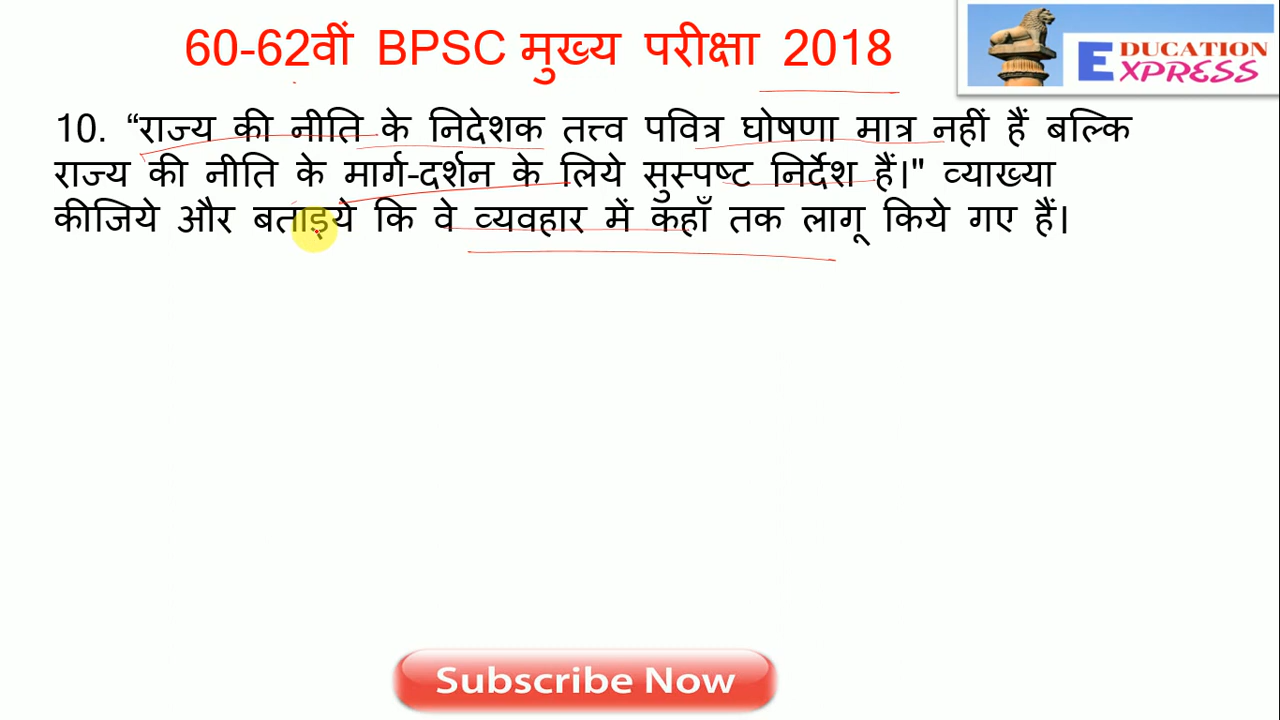 60-62वीं BPSC मुख्य परीक्षा 2018
EDUCATION
EXPRESS
10. “राज्य की नीति के निदेशक तत्त्व पवित्र घोषणा मात्र नहीं हैं बल्कि
राज्य की नीति के मार्ग-दर्शन के लिये सुस्पष्ट निर्देश हैं।" व्याख्या
कीजिये और बताइये कि वे व्यवहार में कहाँ तक लागू किये गए हैं।
Subscribe Now